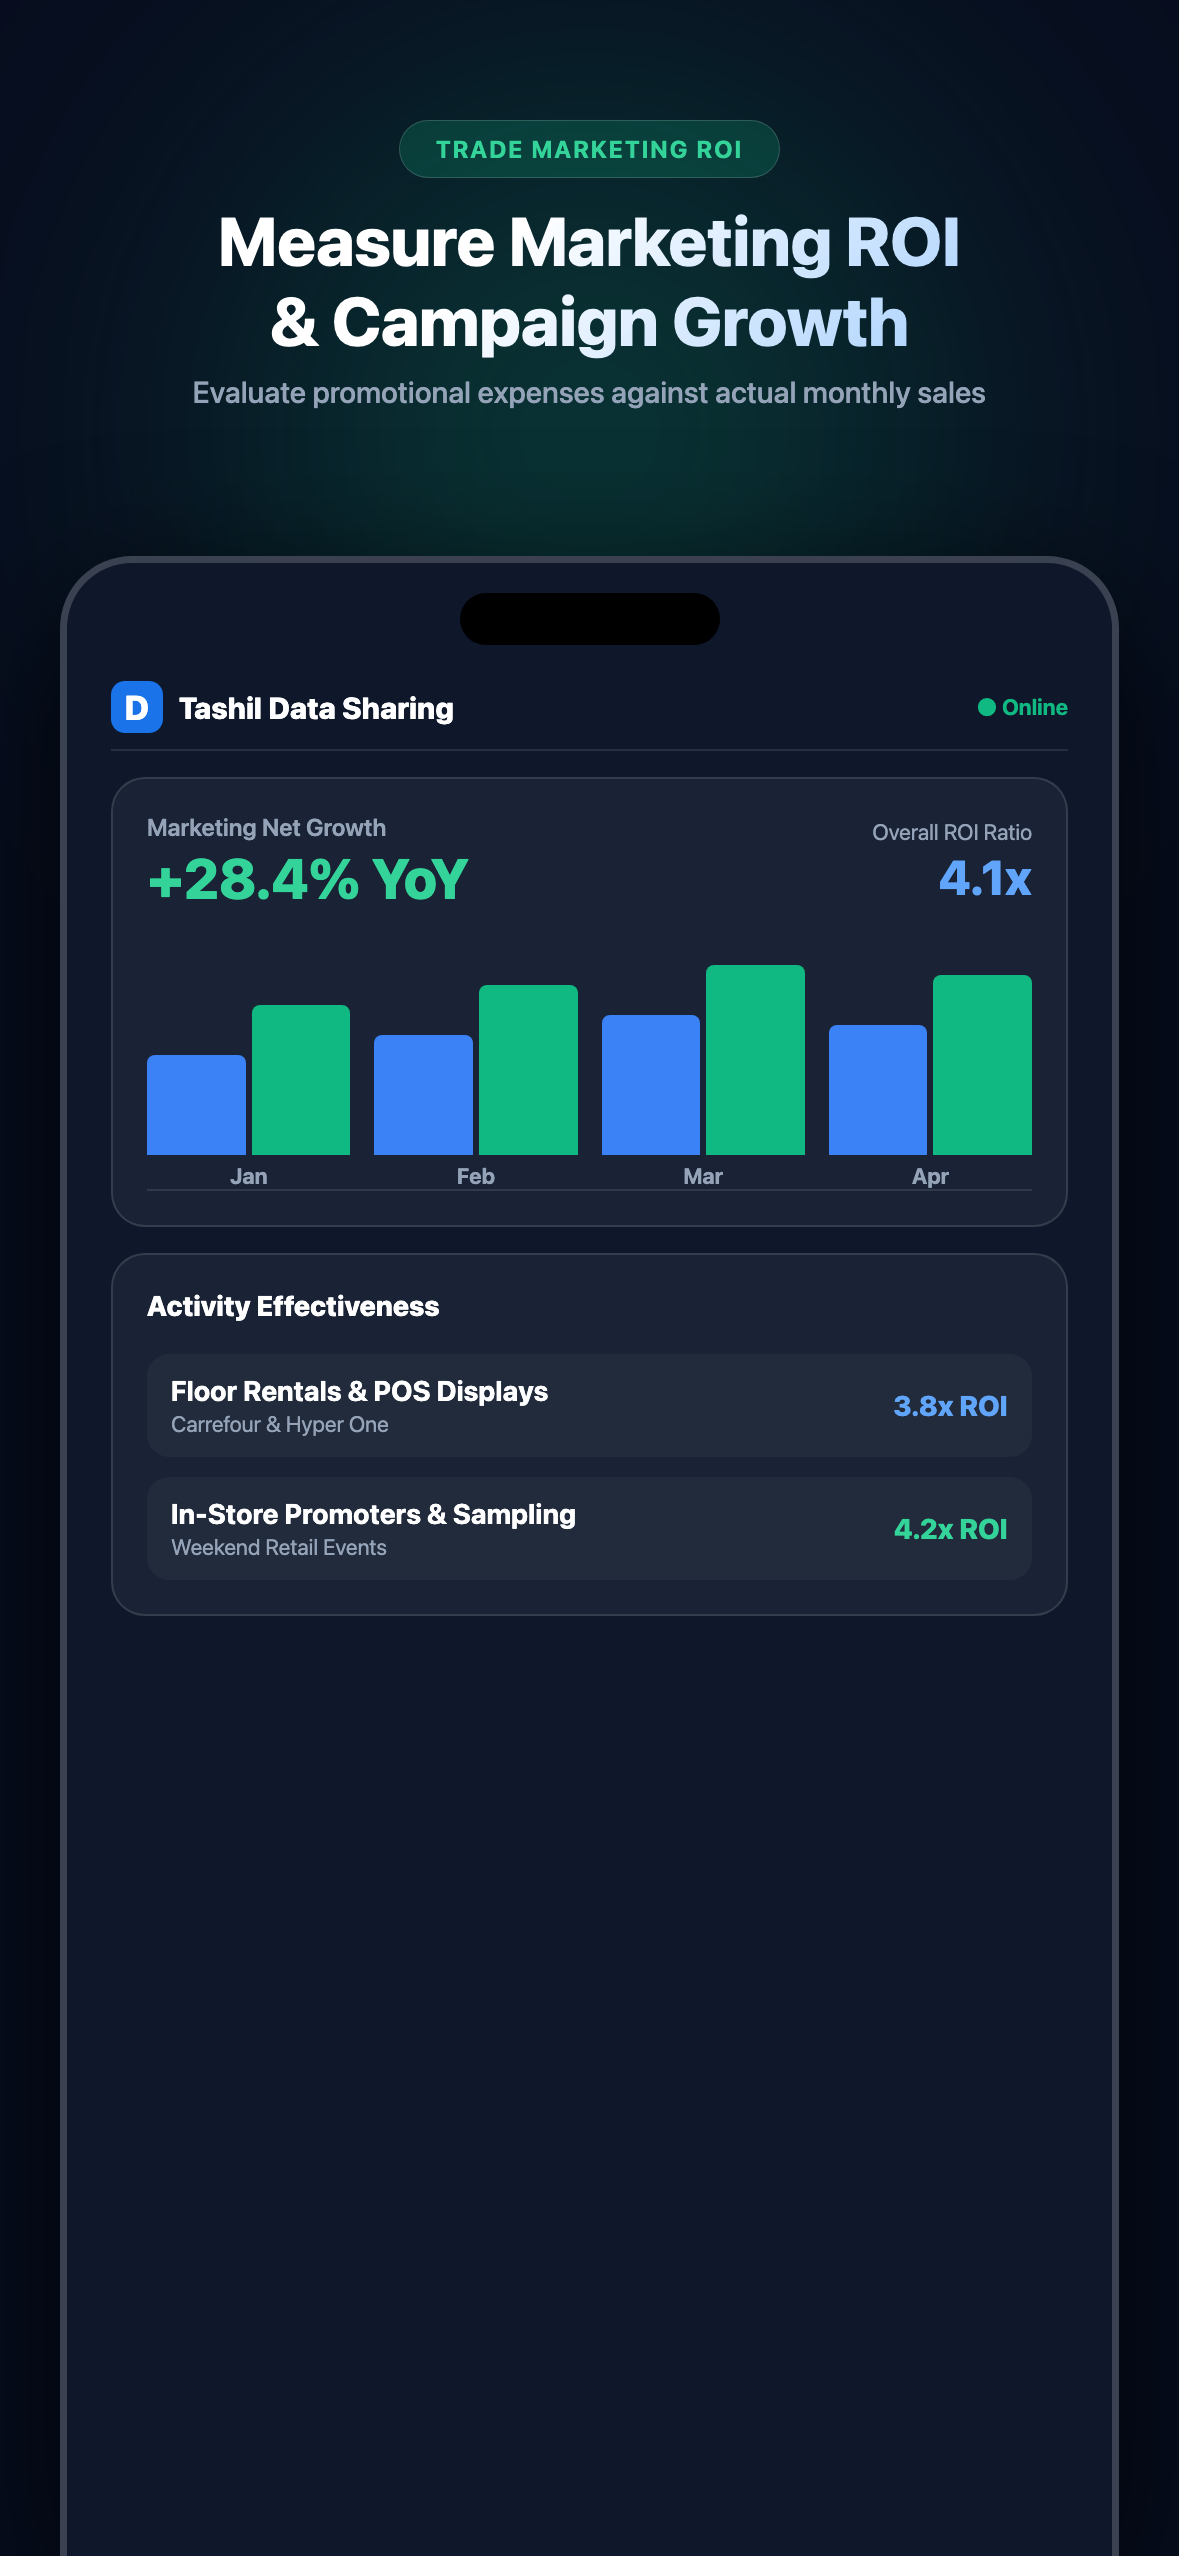 TRADE MARKETING ROI
Measure Marketing ROI
& Campaign Growth
Evaluate promotional expenses against actual monthly sales
D Tashil Data Sharing
Online
Marketing Net Growth
Overall ROI Ratio
+28.4% YoY
4.1x
Jan Feb Mar Apr
Activity Effectiveness
Floor Rentals & POS Displays
Carrefour & Hyper One
3.8x ROI
In-Store Promoters & Sampling
Weekend Retail Events
4.2x ROI